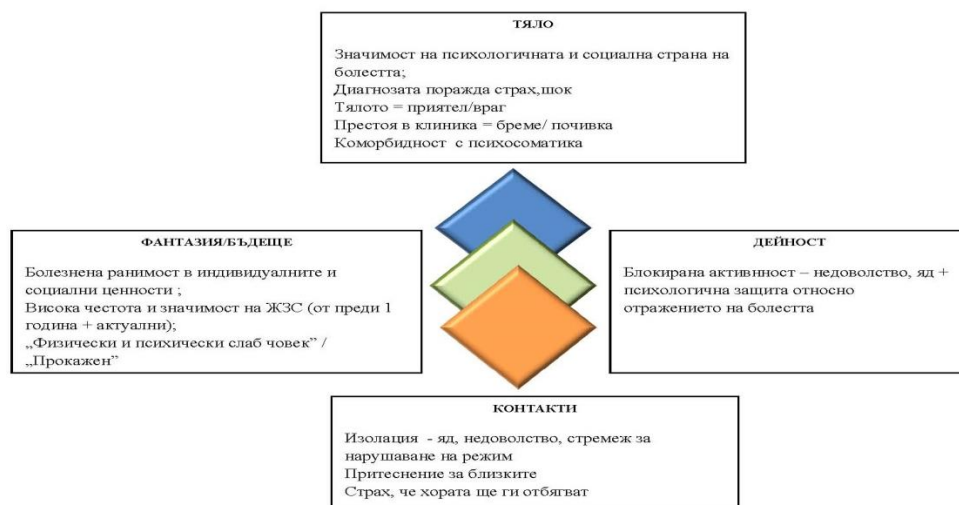 ТЯЛО
Значимост на психологичната и социална страна на
болестта;
Диагнозата поражда страх,шок
Тялото = приятел/враг
Престоя в клиника = бреме/ почивка
Коморбидност с психосоматика
ФАНТАЗИЯ/БЪДЕЩЕ
Болезнена ранимост в индивидуалните и
социални ценности ;
Висока честота и значимост на ЖЗС (от преди 1
година + актуални);
„Физически и психически слаб човек” /
„Прокажен”
ДЕЙНОСТ
Блокирана активнност – недоволство, яд +
психологична защита относно
отражението на болестта
КОНТАКТИ
Изолация - яд, недоволство, стремеж за
нарушаване на режим
Притеснение за близките
Страх, че хората ще ги отбягват